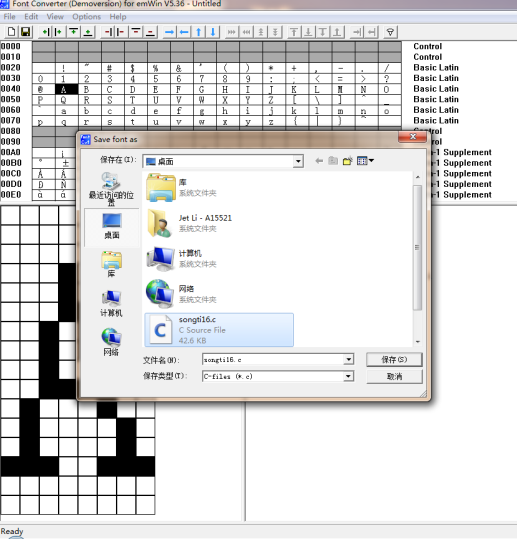 Font Converter (Demoversion) for emWin V5.36 - Untitled
File Edit View Options Help
0000 Control
0010 Control
0020 ! " # $ % & ' ( ) * + , - . / Basic Latin
0030 0 1 2 3 4 5 6 7 8 9 : ; < = > ? Basic Latin
0040 @ A B C D E F G H I J K L M N O Basic Latin
0050 P Q R S T U V W X Y Z [ \ ] ^ _ Basic Latin
0060 ` a b c d e f g h i j k l m n o Basic Latin
0070 p q r s t u v w x y z { | } ~ Basic Latin
0080
0090
00A0 ¡ -1 Supplement
00B0 ° ± -1 Supplement
00C0 À Á -1 Supplement
00D0 Ð Ñ -1 Supplement
00E0 à á -1 Supplement
Save font as
保存在(I): 桌面
最近访问的位置
桌面
库
计算机
网络
库
系统文件夹
Jet Li - A15521
系统文件夹
计算机
系统文件夹
网络
系统文件夹
songti16.c
C Source File
42.6 KB
文件名(N): songti16.c 保存(S)
保存类型(T): C-files (*.c) 取消
Ready